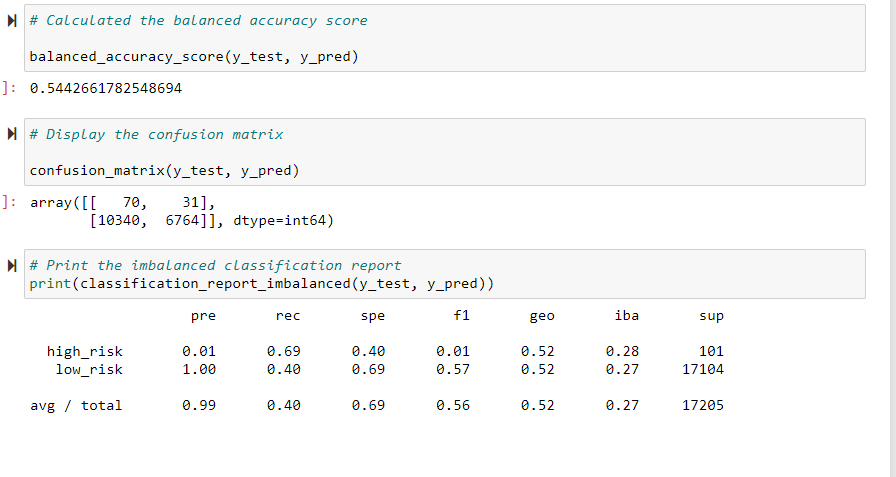 # Calculated the balanced accuracy score
balanced_accuracy_score(y_test, y_pred)
]: 0.5442661782548694
# Display the confusion matrix
confusion_matrix(y_test, y_pred)
]: array([[   70,    31],
       [10340,  6764]], dtype=int64)
# Print the imbalanced classification report
print(classification_report_imbalanced(y_test, y_pred))
pre rec spe f1 geo iba sup
high_risk 0.01 0.69 0.40 0.01 0.52 0.28 101
low_risk 1.00 0.40 0.69 0.57 0.52 0.27 17104
avg / total 0.99 0.40 0.69 0.56 0.52 0.27 17205